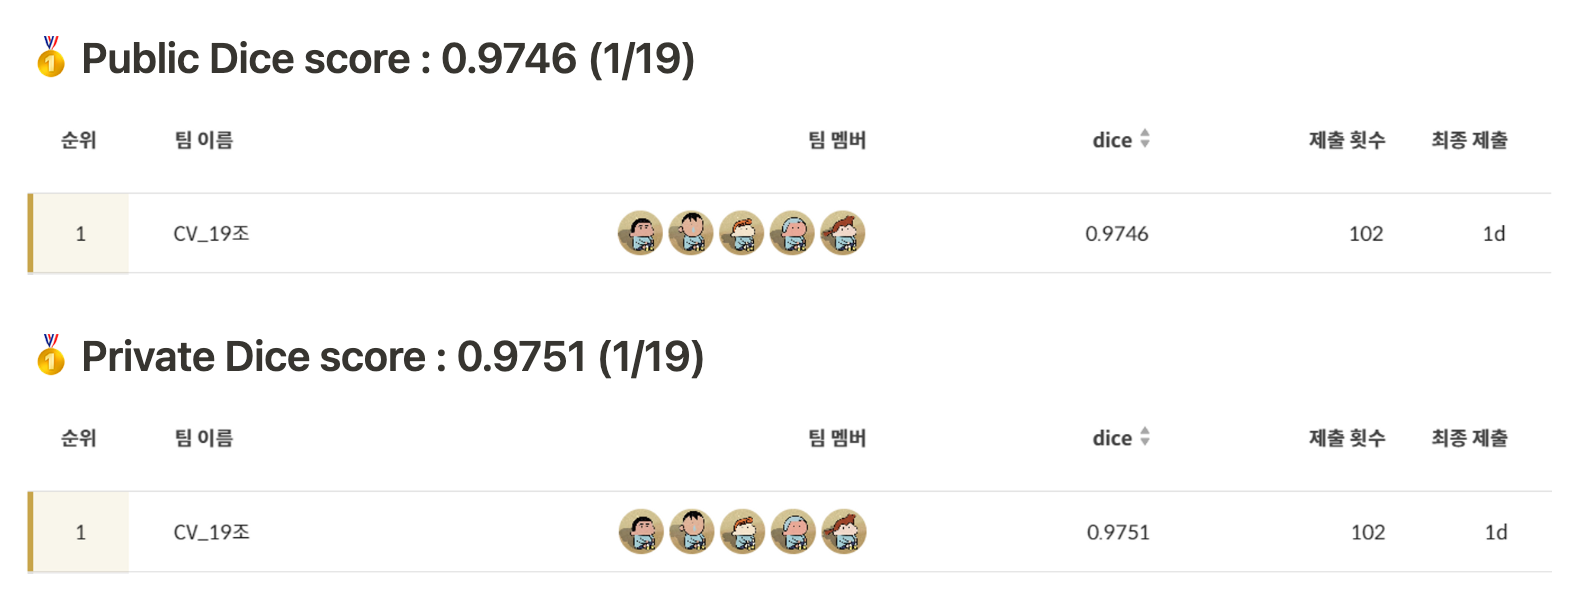 🥇 Public Dice score : 0.9746 (1/19)
순위 팀 이름 팀 멤버 dice 제출 횟수 최종 제출
1 CV_19조 0.9746 102 1d
🥇 Private Dice score : 0.9751 (1/19)
순위 팀 이름 팀 멤버 dice 제출 횟수 최종 제출
1 CV_19조 0.9751 102 1d